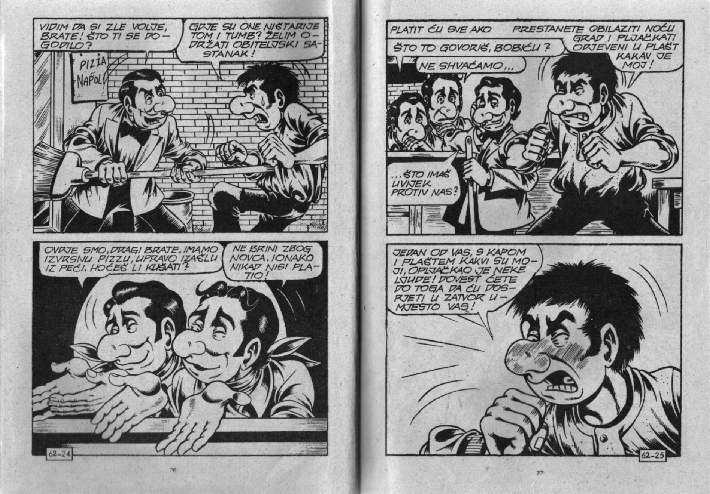 VIDIM DA SI ZLE VOLJE,
BRATE! ŠTO TI SE DO-
GODILO?
GDJE SU ONE NIŠTARIJE
TOM I TUMB? ŽELIM O-
DRŽATI OBITELJSKI SA-
STANAK!
PIZZA
NAPOLI
OVDJE SMO, DRAGI BRATE. IMAMO
IZVRSNU PIZZU, UPRAVO IZAŠLU
IZ PEĆI. HOĆEŠ LI KUŠATI?
NE BRINI ZBOG
NOVCA. IONAKO
NIKAD NISI PLA-
TIO!
62-24
76
PLATIT ĆU SVE AKO
PRESTANETE OBILAZITI NOĆU
GRAD I PLJAČKATI
ODJEVENI U PLAŠT
KAKAV JE
MOJ!
ŠTO TO GOVORIŠ, BOBIĆU?
NE SHVAĆAMO...
...ŠTO IMAŠ
UVIJEK
PROTIV NAS?
JEDAN OD VAS, S KAPOM
I PLAŠTEM KAKVI SU MO-
JI, OPLJAČKAO JE NEKE
LJUDE! DOVEST ĆETE
DO TOGA DA ĆU DOS-
PJETI U ZATVOR U-
MJESTO VAS!
62-25
77